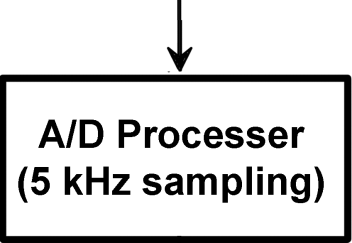 A/D Processer
(5 kHz sampling)